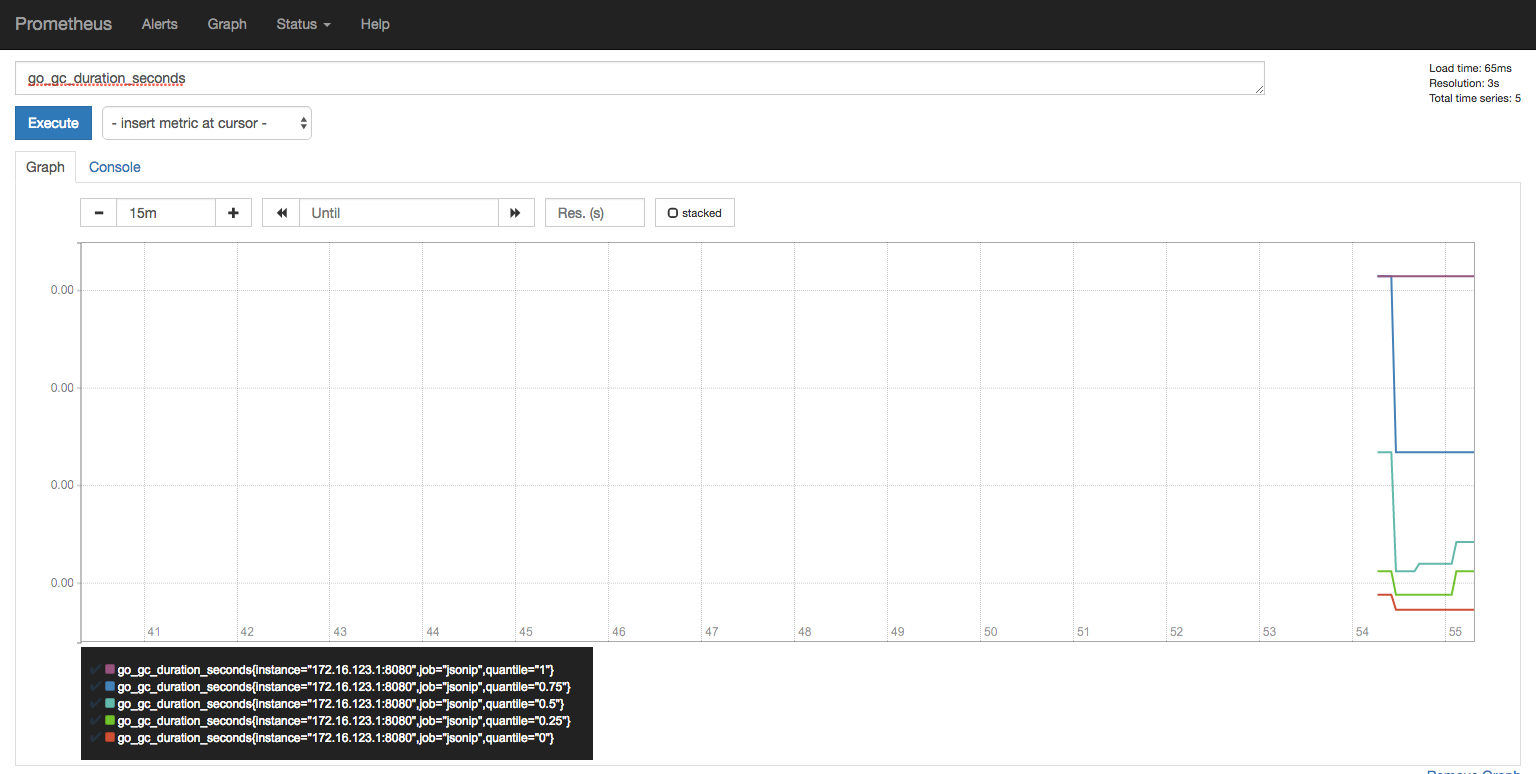 Prometheus Alerts Graph Status Help
go_gc_duration_seconds
Load time: 65ms
Resolution: 3s
Total time series: 5
Execute - insert metric at cursor -
Graph Console
15m Until Res. (s) stacked
0.00
0.00
0.00
0.00
41 42 43 44 45 46 47 48 49 50 51 52 53 54 55
go_gc_duration_seconds{instance="172.16.123.1:8080",job="jsonip",quantile="1"}
go_gc_duration_seconds{instance="172.16.123.1:8080",job="jsonip",quantile="0.75"}
go_gc_duration_seconds{instance="172.16.123.1:8080",job="jsonip",quantile="0.5"}
go_gc_duration_seconds{instance="172.16.123.1:8080",job="jsonip",quantile="0.25"}
go_gc_duration_seconds{instance="172.16.123.1:8080",job="jsonip",quantile="0"}
Remove Graph